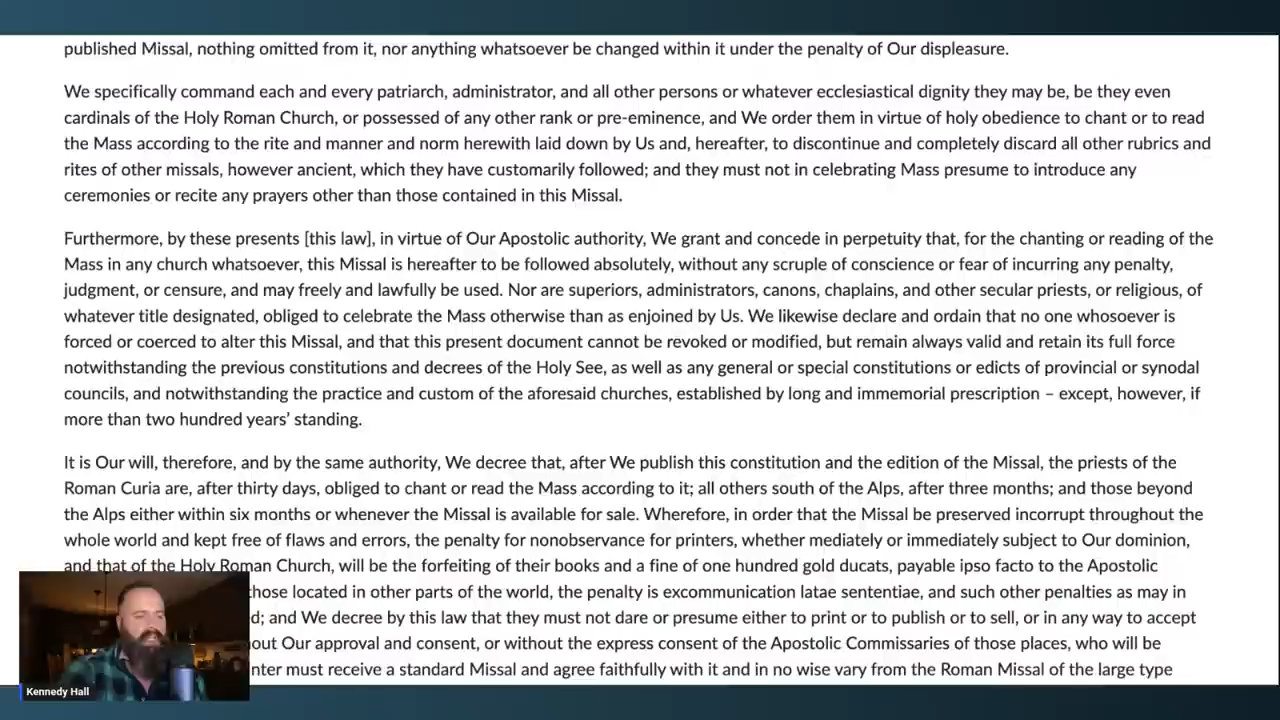 published Missal, nothing omitted from it, nor anything whatsoever be changed within it under the penalty of Our displeasure.
We specifically command each and every patriarch, administrator, and all other persons or whatever ecclesiastical dignity they may be, be they even
cardinals of the Holy Roman Church, or possessed of any other rank or pre-eminence, and We order them in virtue of holy obedience to chant or to read
the Mass according to the rite and manner and norm herewith laid down by Us and, hereafter, to discontinue and completely discard all other rubrics and
rites of other missals, however ancient, which they have customarily followed; and they must not in celebrating Mass presume to introduce any
ceremonies or recite any prayers other than those contained in this Missal.
Furthermore, by these presents [this law], in virtue of Our Apostolic authority, We grant and concede in perpetuity that, for the chanting or reading of the
Mass in any church whatsoever, this Missal is hereafter to be followed absolutely, without any scruple of conscience or fear of incurring any penalty,
judgment, or censure, and may freely and lawfully be used. Nor are superiors, administrators, canons, chaplains, and other secular priests, or religious, of
whatever title designated, obliged to celebrate the Mass otherwise than as enjoined by Us. We likewise declare and ordain that no one whosoever is
forced or coerced to alter this Missal, and that this present document cannot be revoked or modified, but remain always valid and retain its full force
notwithstanding the previous constitutions and decrees of the Holy See, as well as any general or special constitutions or edicts of provincial or synodal
councils, and notwithstanding the practice and custom of the aforesaid churches, established by long and immemorial prescription – except, however, if
more than two hundred years’ standing.
It is Our will, therefore, and by the same authority, We decree that, after We publish this constitution and the edition of the Missal, the priests of the
Roman Curia are, after thirty days, obliged to chant or read the Mass according to it; all others south of the Alps, after three months; and those beyond
the Alps either within six months or whenever the Missal is available for sale. Wherefore, in order that the Missal be preserved incorrupt throughout the
whole world and kept free of flaws and errors, the penalty for nonobservance for printers, whether mediately or immediately subject to Our dominion,
and that of the Holy Roman Church, will be the forfeiting of their books and a fine of one hundred gold ducats, payable ipso facto to the Apostolic
those located in other parts of the world, the penalty is excommunication latae sententiae, and such other penalties as may in
d; and We decree by this law that they must not dare or presume either to print or to publish or to sell, or in any way to accept
out Our approval and consent, or without the express consent of the Apostolic Commissaries of those places, who will be
nter must receive a standard Missal and agree faithfully with it and in no wise vary from the Roman Missal of the large type
Kennedy Hall